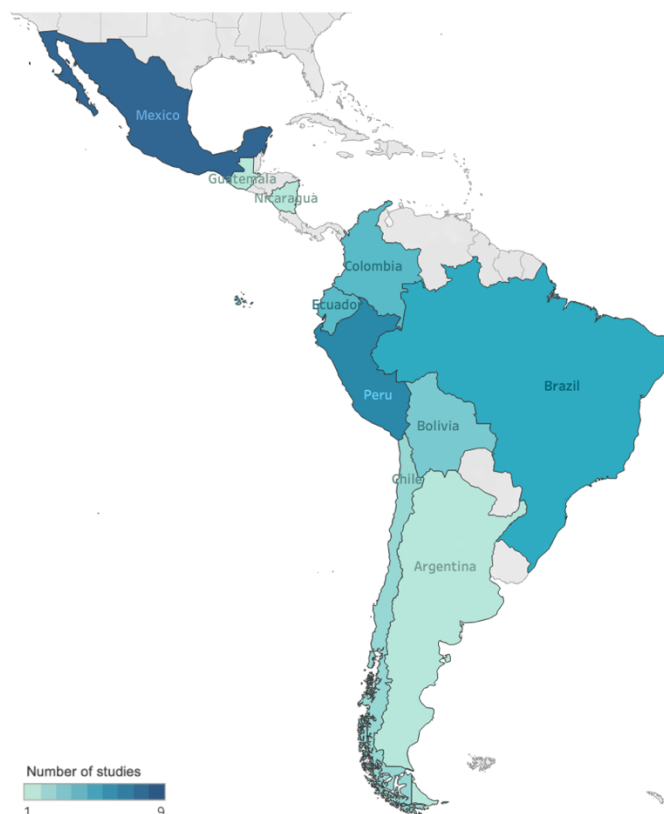 Mexico
Guatemala
Nicaragua
Colombia
Ecuador
Brazil
Peru
Bolivia
Chile
Argentina
Number of studies
1 9